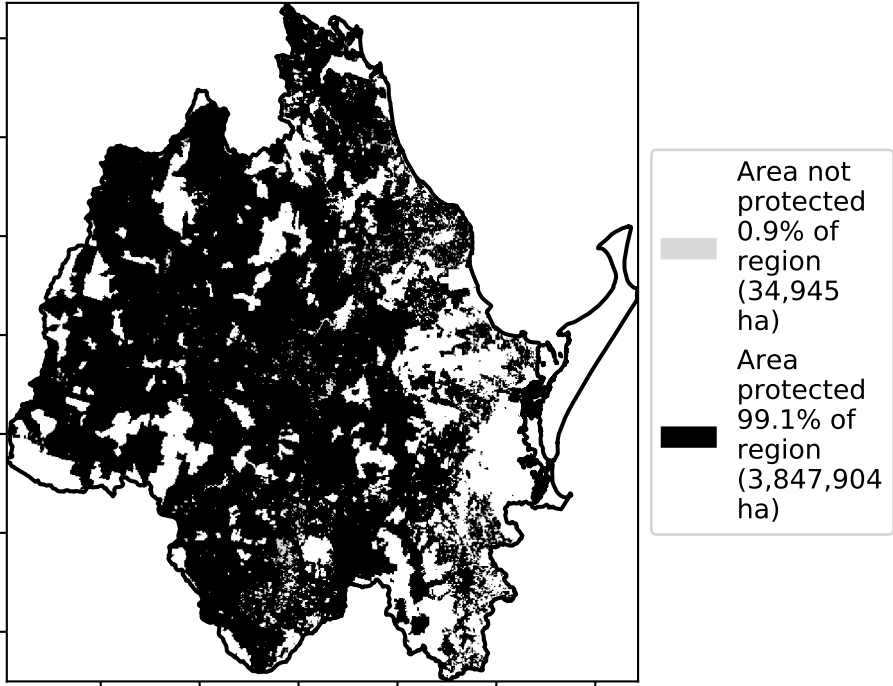 Area not
protected
0.9% of
region
(34,945
ha)
Area
protected
99.1% of
region
(3,847,904
ha)